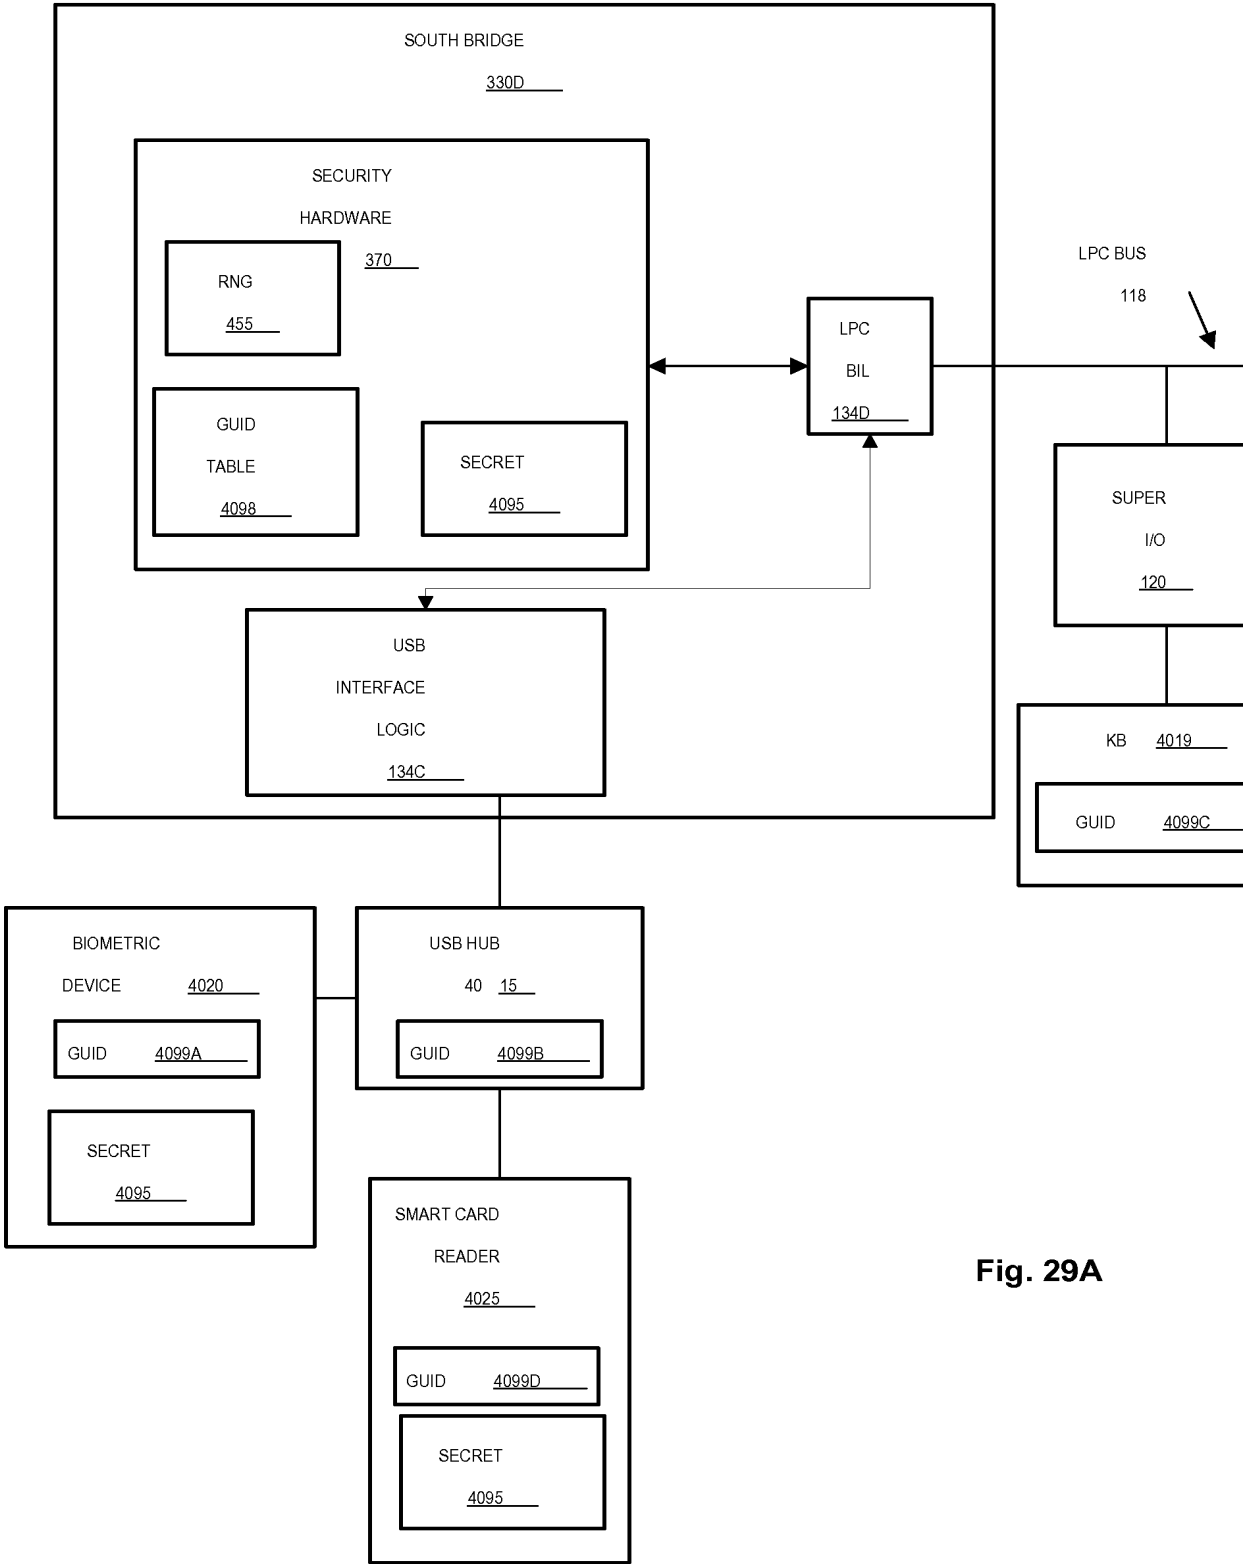 SOUTH BRIDGE
330D
SECURITY
HARDWARE
370
RNG
455
GUID
TABLE
4098
SECRET
4095
LPC
BIL
134D
LPC BUS
118
SUPER
I/O
120
KB 4019
GUID 4099C
USB
INTERFACE
LOGIC
134C
BIOMETRIC
DEVICE 4020
GUID 4099A
SECRET
4095
USB HUB
40 15
GUID 4099B
SMART CARD
READER
4025
GUID 4099D
SECRET
4095
Fig. 29A